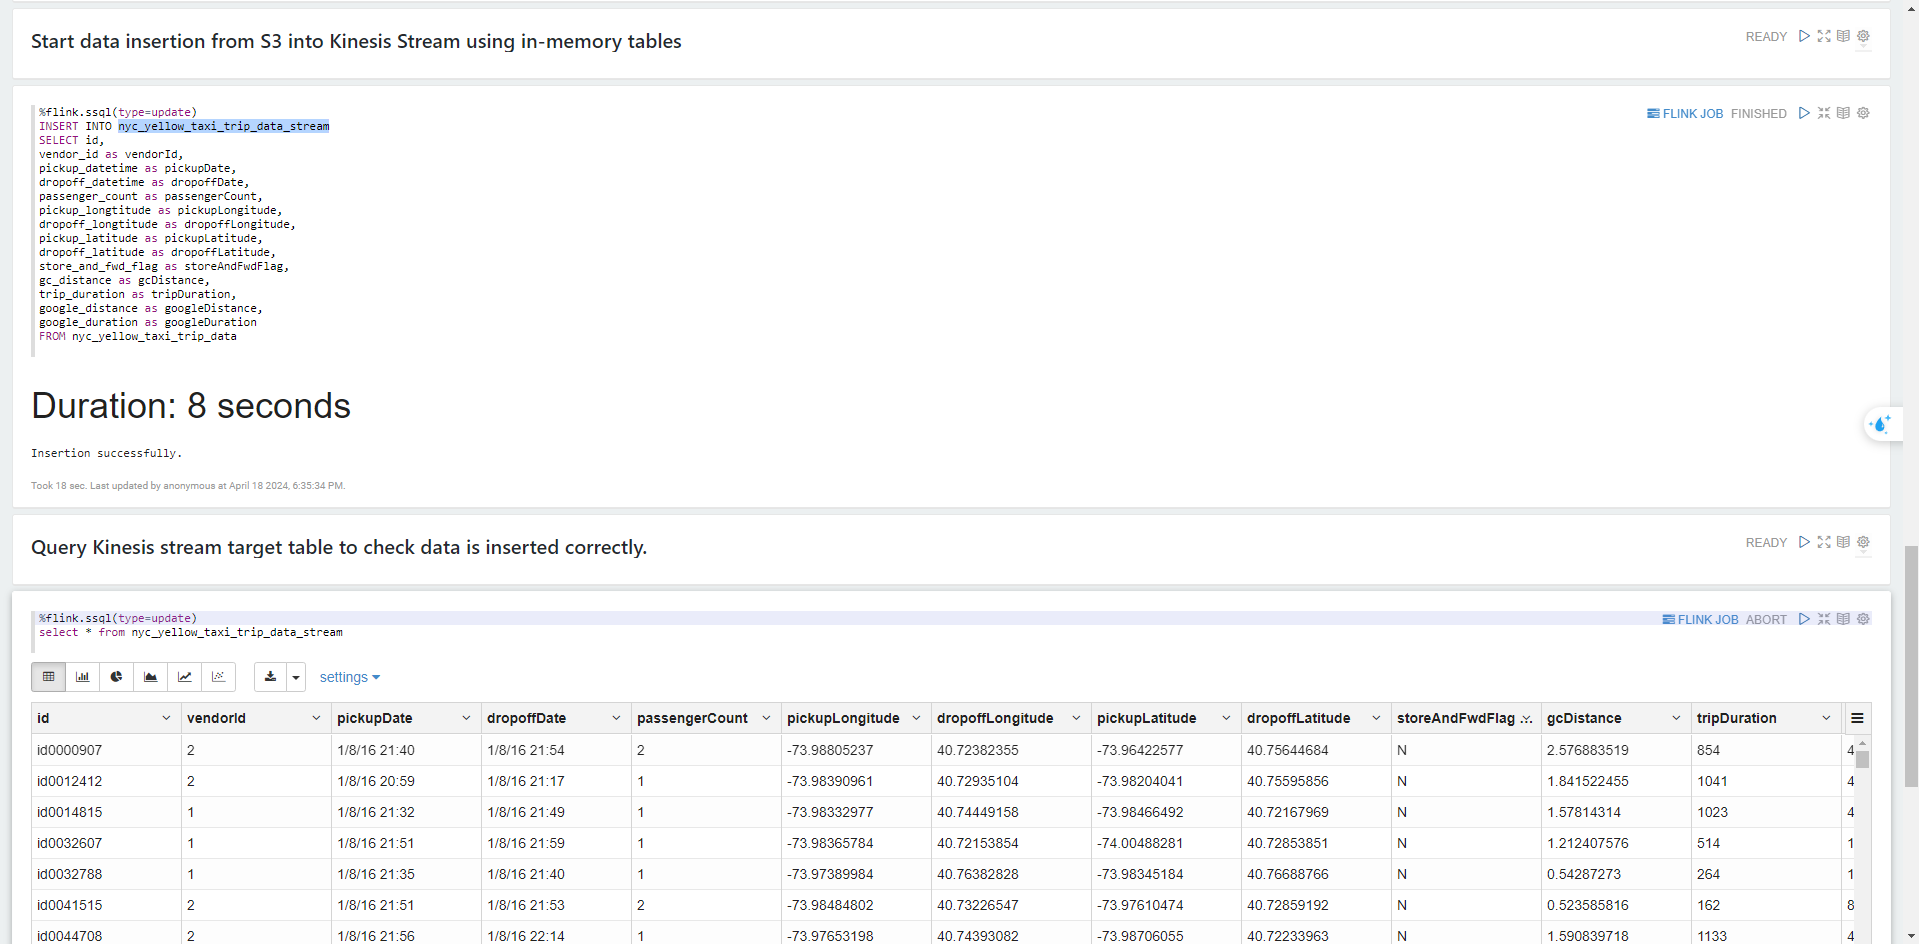 Start data insertion from S3 into Kinesis Stream using in-memory tables
READY
%flink.ssql(type=update)
FLINK JOB FINISHED
INSERT INTO nyc_yellow_taxi_trip_data_stream
SELECT id,
vendor_id as vendorId,
pickup_datetime as pickupDate,
dropoff_datetime as dropoffDate,
passenger_count as passengerCount,
pickup_longtitude as pickupLongitude,
dropoff_longtitude as dropoffLongitude,
pickup_latitude as pickupLatitude,
dropoff_latitude as dropoffLatitude,
store_and_fwd_flag as storeAndFwdFlag,
gc_distance as gcDistance,
trip_duration as tripDuration,
google_distance as googleDistance,
google_duration as googleDuration
FROM nyc_yellow_taxi_trip_data
Duration: 8 seconds
Insertion successfully.
Took 18 sec. Last updated by anonymous at April 18 2024, 6:35:34 PM.
Query Kinesis stream target table to check data is inserted correctly.
READY
%flink.ssql(type=update)
FLINK JOB ABORT
select * from nyc_yellow_taxi_trip_data_stream
settings
id vendorId pickupDate dropoffDate passengerCount pickupLongitude dropoffLongitude pickupLatitude dropoffLatitude storeAndFwdFlag gcDistance tripDuration
id0000907 2 1/8/16 21:40 1/8/16 21:54 2 -73.98805237 40.72382355 -73.96422577 40.75644684 N 2.576883519 854 4
id0012412 2 1/8/16 20:59 1/8/16 21:17 1 -73.98390961 40.72935104 -73.98204041 40.75595856 N 1.841522455 1041 4
id0014815 1 1/8/16 21:32 1/8/16 21:49 1 -73.98332977 40.74449158 -73.98466492 40.72167969 N 1.57814314 1023 4
id0032607 1 1/8/16 21:51 1/8/16 21:59 1 -73.98365784 40.72153854 -74.00488281 40.72853851 N 1.212407576 514 1
id0032788 1 1/8/16 21:35 1/8/16 21:40 1 -73.97389984 40.76382828 -73.98345184 40.76688766 N 0.54287273 264 1
id0041515 2 1/8/16 21:51 1/8/16 21:53 2 -73.98484802 40.73226547 -73.97610474 40.72859192 N 0.523585816 162 8
id0044708 2 1/8/16 21:56 1/8/16 22:14 1 -73.97653198 40.74393082 -73.98706055 40.72233963 N 1.590839718 1133 4